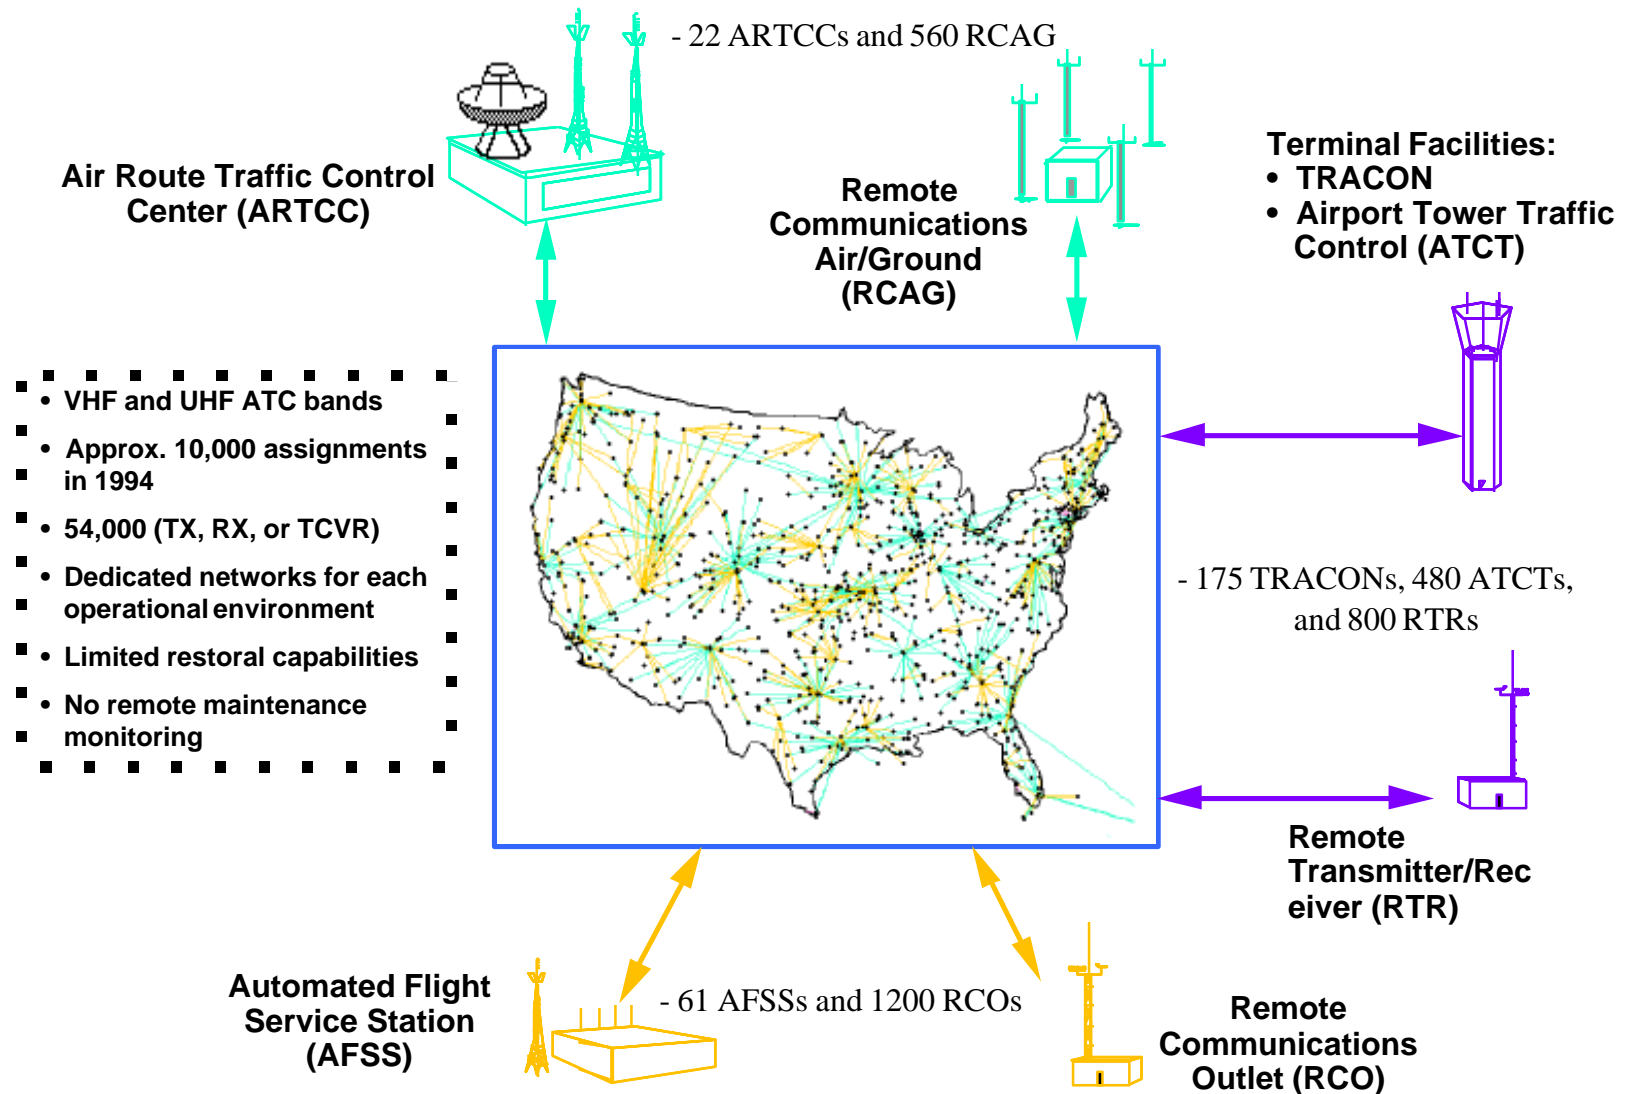 - 22 ARTCCs and 560 RCAG
Air Route Traffic Control
Center (ARTCC)
Remote
Communications
Air/Ground
(RCAG)
Terminal Facilities:
• TRACON
• Airport Tower Traffic
Control (ATCT)
• VHF and UHF ATC bands
• Approx. 10,000 assignments
in 1994
• 54,000 (TX, RX, or TCVR)
• Dedicated networks for each
operational environment
• Limited restoral capabilities
• No remote maintenance
monitoring
- 175 TRACONs, 480 ATCTs,
and 800 RTRs
Remote
Transmitter/Rec
eiver (RTR)
Automated Flight
Service Station
(AFSS)
- 61 AFSSs and 1200 RCOs
Remote
Communications
Outlet (RCO)